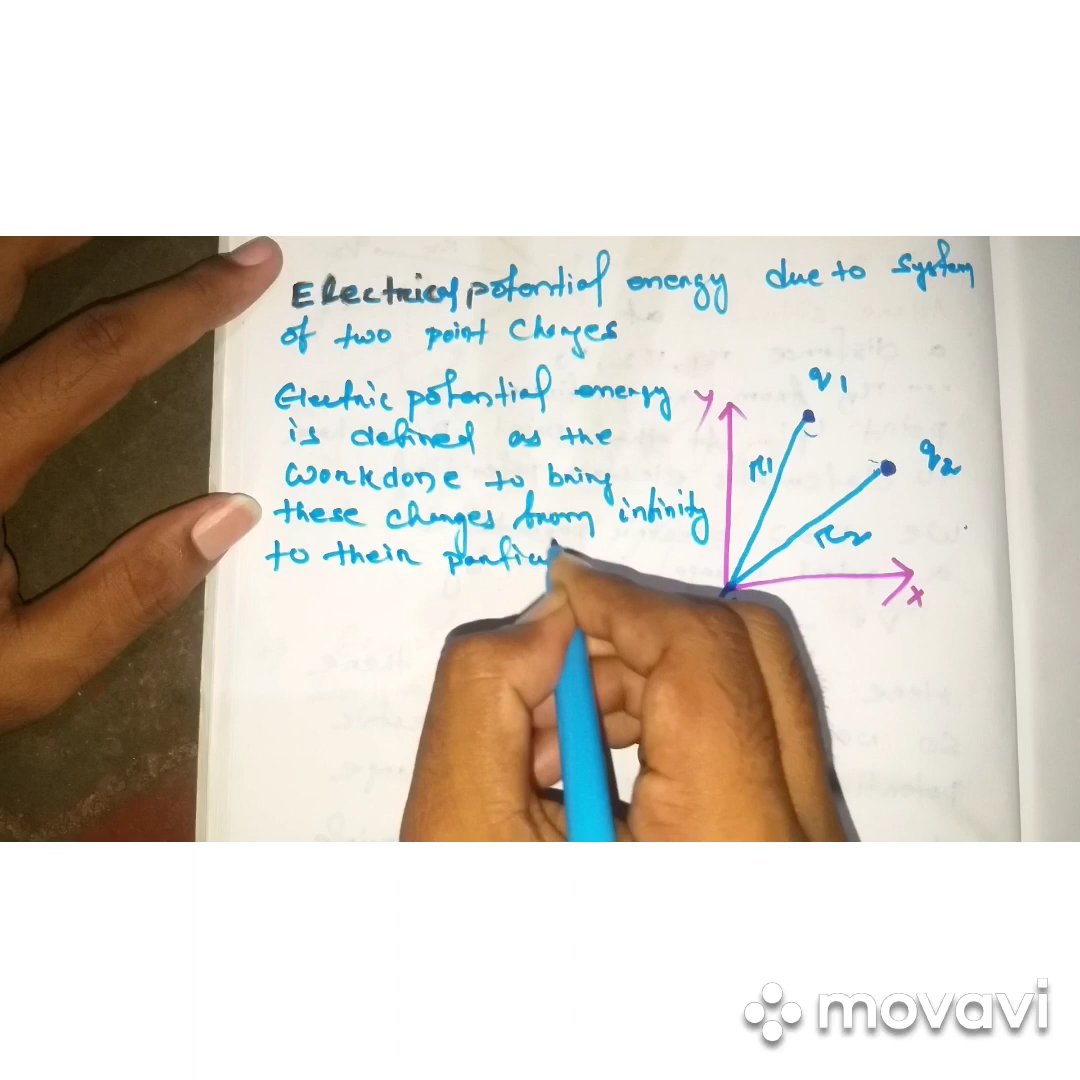 Electrical potential energy due to system
of two point charges
Electric potential energy
is defined as the
workdone to bring
these charges from infinity
to their particu
Y
q1
q2
r1
r2
X
movavi